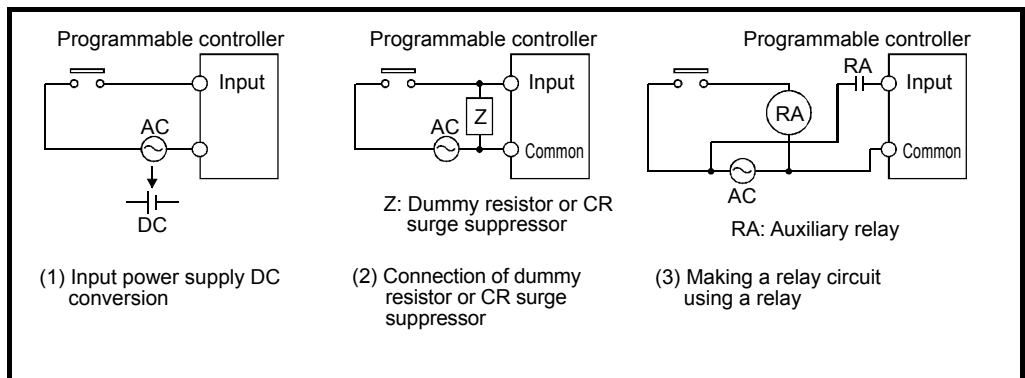 Programmable controller
Input
AC
DC
(1) Input power supply DC
conversion
Programmable controller
Input
Z
AC
Common
Z: Dummy resistor or CR
surge suppressor
(2) Connection of dummy
resistor or CR surge
suppressor
Programmable controller
RA
Input
RA
Common
AC
RA: Auxiliary relay
(3) Making a relay circuit
using a relay